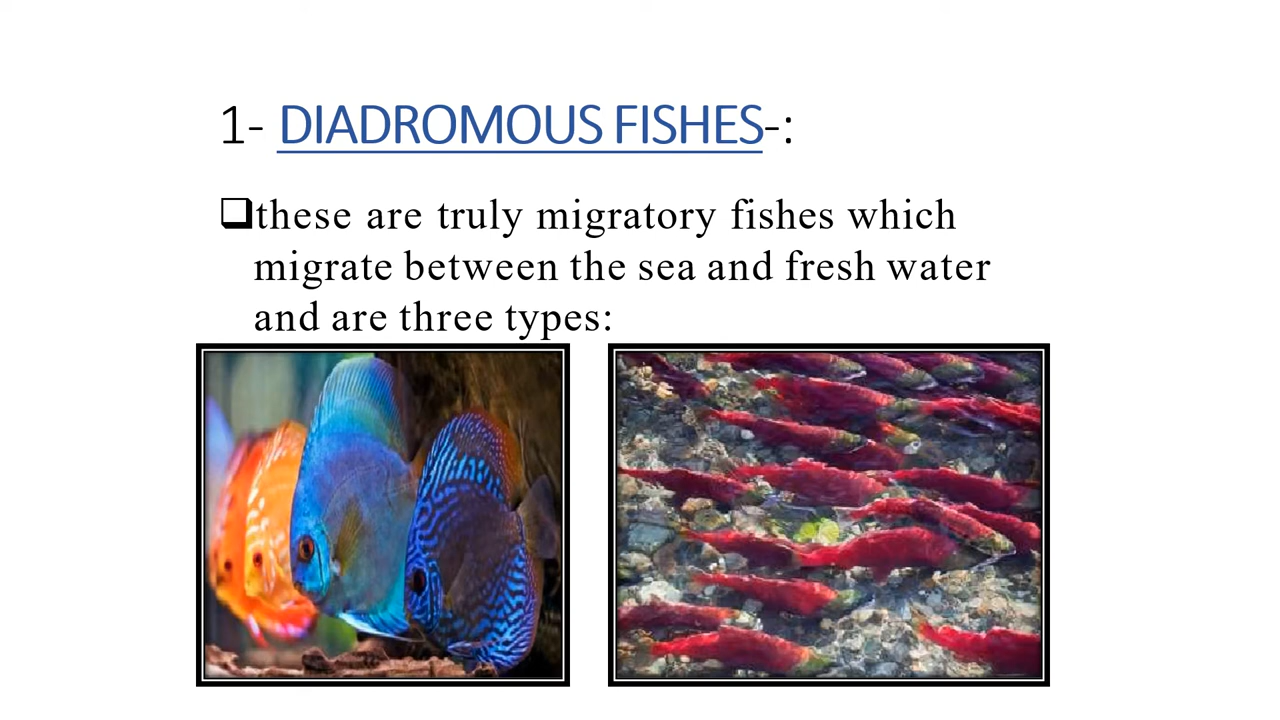 1- DIADROMOUS FISHES-:
❑these are truly migratory fishes which
migrate between the sea and fresh water
and are three types: